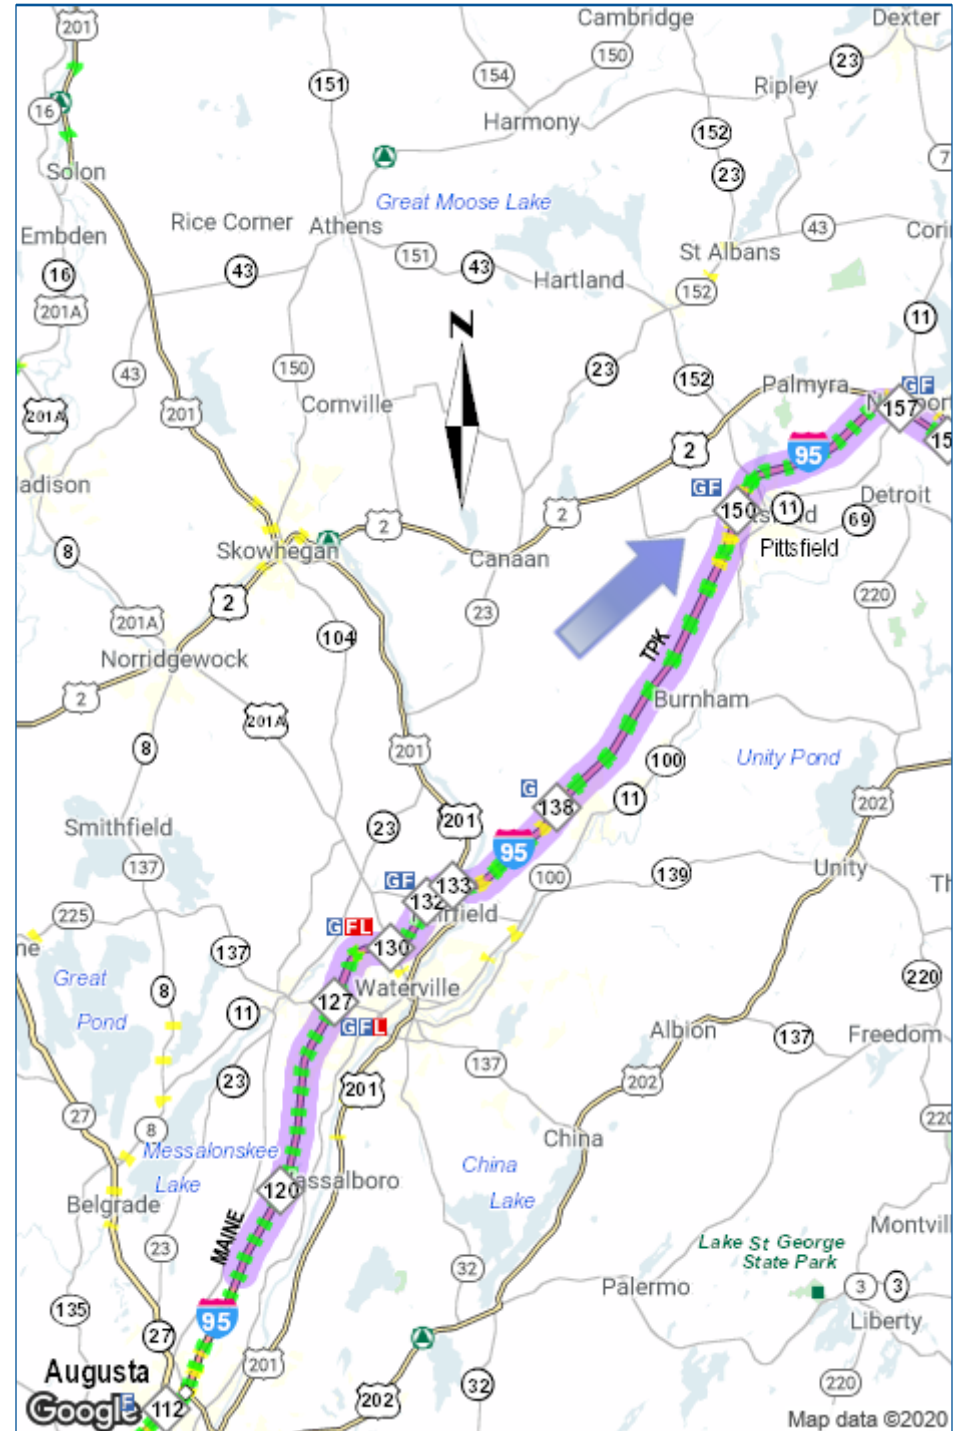 Cambridge
Dexter
201
150
23
154
151
Ripley
16
Harmony
152
7
Solon
23
Great Moose Lake
Rice Corner
Athens
43
Embden
St Albans
151
43
43
16
Hartland
152
201A
11
N
150
23
152
43
Palmyra
GF
157
201A
201
Cornville
2
95
GF
Detroit
150
11
69
2
2
8
Skowhegan
Canaan
Pittsfield
2
23
220
201A
104
TPK
Norridgewock
Burnham
2
201A
8
201
100
Unity Pond
G
138
11
202
Smithfield
23
201
95
137
GF
133
100
139
Unity
132
225
GFL
130
137
220
Great
Pond
8
127
Waterville
11
GFL
Albion
137
Freedom
23
201
137
202
27
8
220
China
Messalonskee
Lake
China
Lake
120
Belgrade
MAINE
23
Lake St George
State Park
32
Palermo
135
95
3
3
27
Liberty
Augusta
201
220
32
202
Google
F
112
Map data ©2020